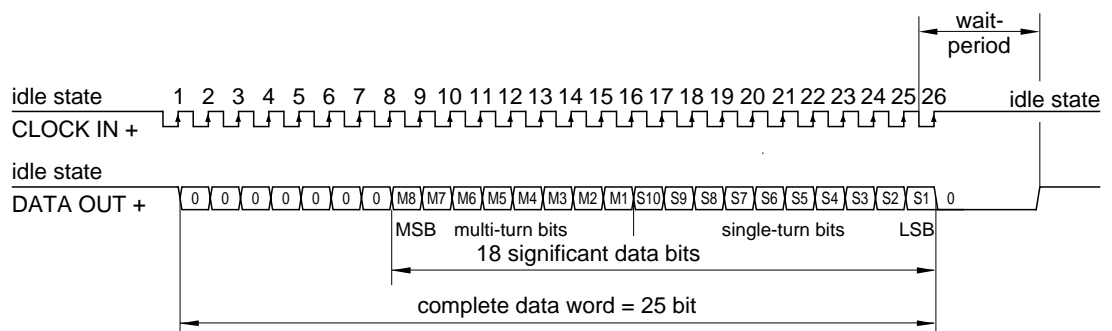 wait-
period
idle state 1 2 3 4 5 6 7 8 9 10 11 12 13 14 15 16 17 18 19 20 21 22 23 24 25 26 idle state
CLOCK IN +
idle state
DATA OUT + 0 0 0 0 0 0 0 M8 M7 M6 M5 M4 M3 M2 M1 S10 S9 S8 S7 S6 S5 S4 S3 S2 S1 0
MSB multi-turn bits single-turn bits LSB
18 significant data bits
complete data word = 25 bit